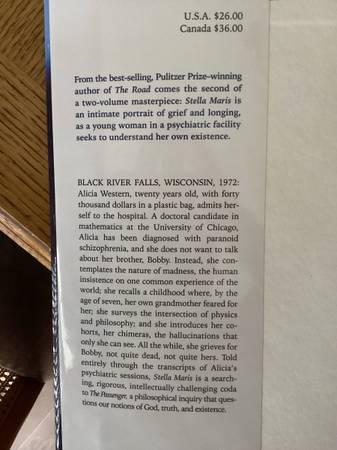 U.S.A. $26.00
Canada $36.00
From the best-selling, Pulitzer Prize–winning
author of The Road comes the second of
a two-volume masterpiece: Stella Maris is
an intimate portrait of grief and longing,
as a young woman in a psychiatric facility
seeks to understand her own existence.
BLACK RIVER FALLS, WISCONSIN, 1972:
Alicia Western, twenty years old, with forty
thousand dollars in a plastic bag, admits her-
self to the hospital. A doctoral candidate in
mathematics at the University of Chicago,
Alicia has been diagnosed with paranoid
schizophrenia, and she does not want to talk
about her brother, Bobby. Instead, she con-
templates the nature of madness, the human
insistence on one common experience of the
world; she recalls a childhood where, by the
age of seven, her own grandmother feared for
her; she surveys the intersection of physics
and philosophy; and she introduces her co-
horts, her chimeras, the hallucinations that
only she can see. All the while, she grieves for
Bobby, not quite dead, not quite hers. Told
entirely through the transcripts of Alicia's
psychiatric sessions, Stella Maris is a search-
ing, rigorous, intellectually challenging coda
to The Passenger, a philosophical inquiry that ques-
tions our notions of God, truth, and existence.